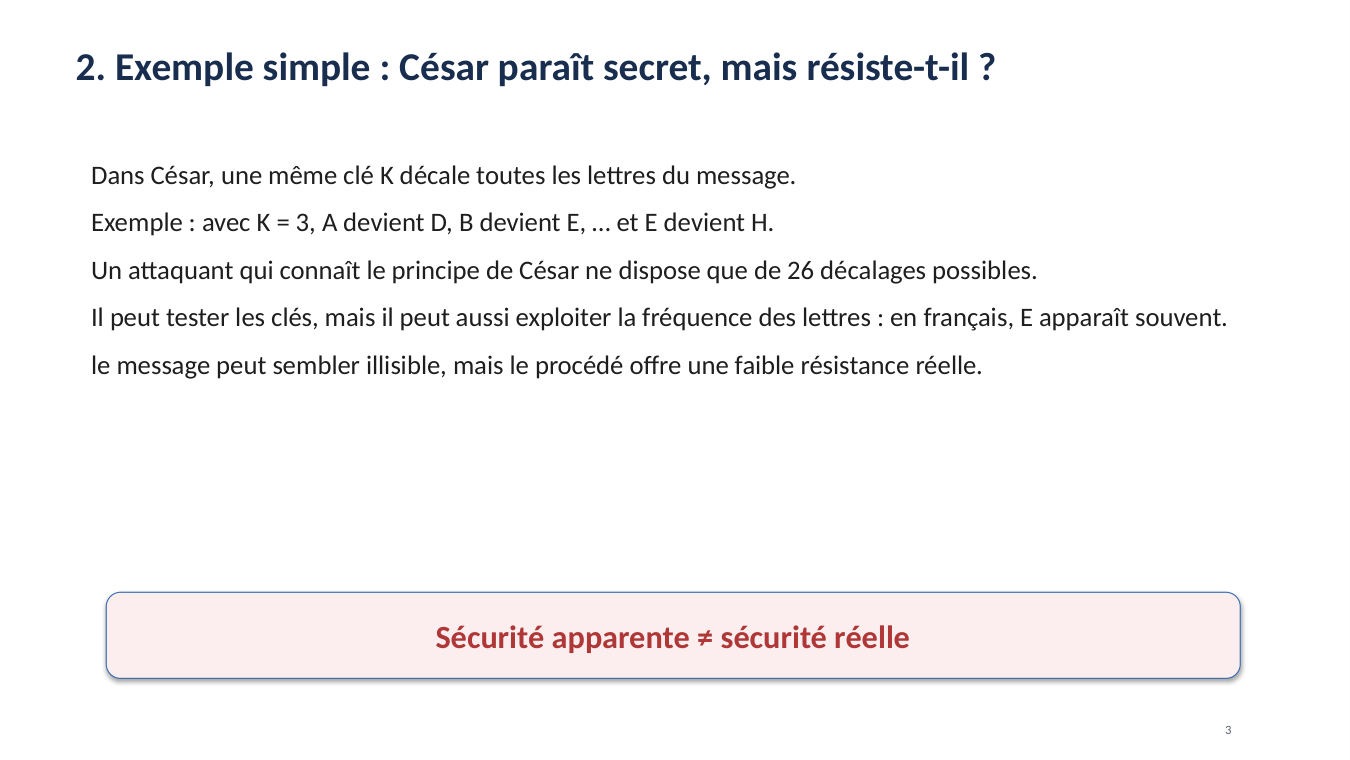 2. Exemple simple : César paraît secret, mais résiste-t-il ?
Dans César, une même clé K décale toutes les lettres du message.
Exemple : avec K = 3, A devient D, B devient E, … et E devient H.
Un attaquant qui connaît le principe de César ne dispose que de 26 décalages possibles.
Il peut tester les clés, mais il peut aussi exploiter la fréquence des lettres : en français, E apparaît souvent.
le message peut sembler illisible, mais le procédé offre une faible résistance réelle.
Sécurité apparente ≠ sécurité réelle
3